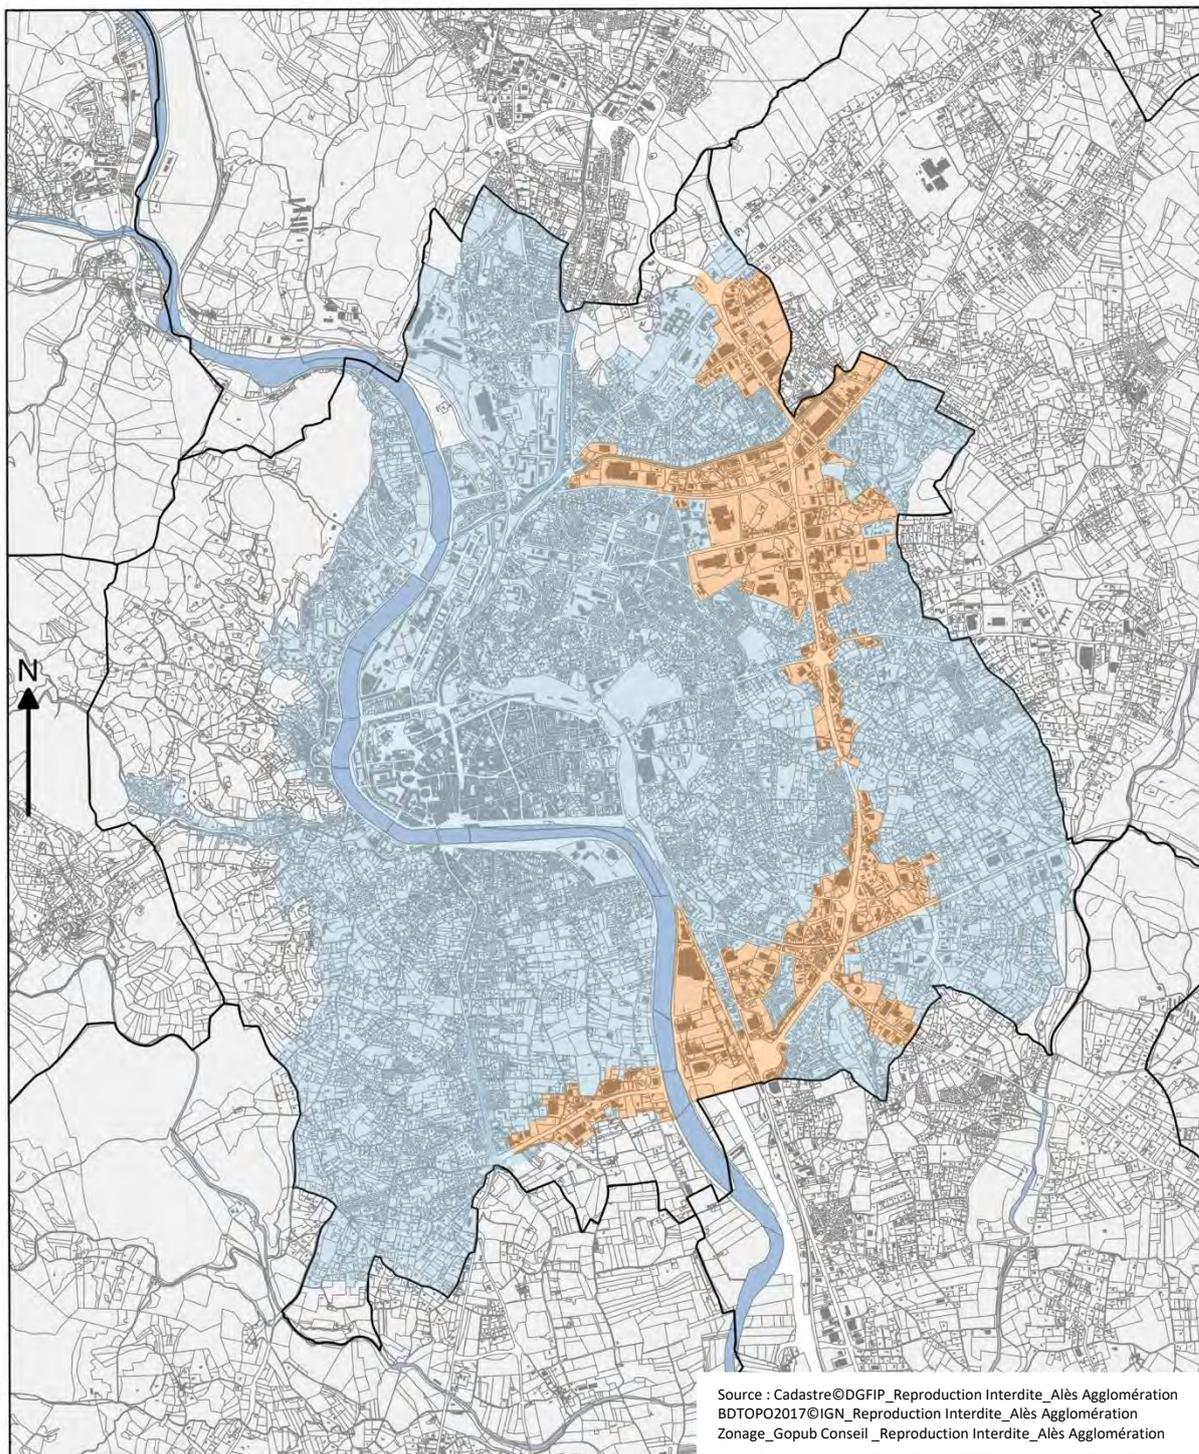 N
Source : Cadastre©DGFIP_Reproduction Interdite_Alès Agglomération
BDTOPO2017©IGN_Reproduction Interdite_Alès Agglomération
Zonage_Gopub Conseil _Reproduction Interdite_Alès Agglomération